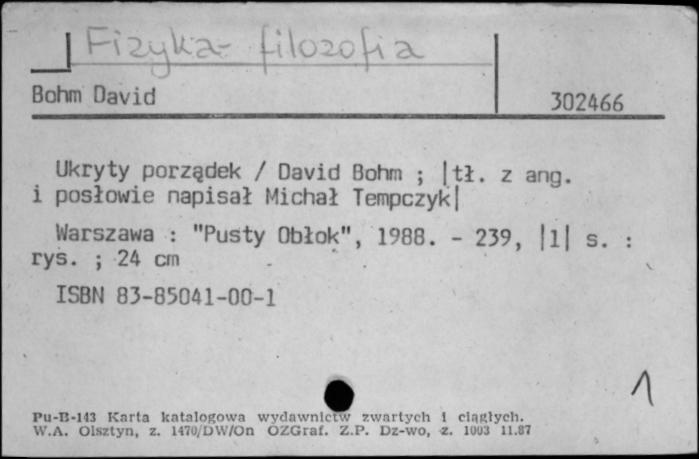 Fizyka- filozofia
Bohm David
302466
Ukryty porządek / David Bohm ; |tł. z ang.
i posłowie napisał Michał Tempczyk|
Warszawa : "Pusty Obłok", 1988. - 239, |1| s. :
rys. ; 24 cm
ISBN 83-85041-00-1
1
Pu-B-143 Karta katalogowa wydawnictw zwartych i ciągłych.
W.A. Olsztyn, z. 1470/DW/On OZGraf. Z.P. Dz-wo, z. 1003 11.87